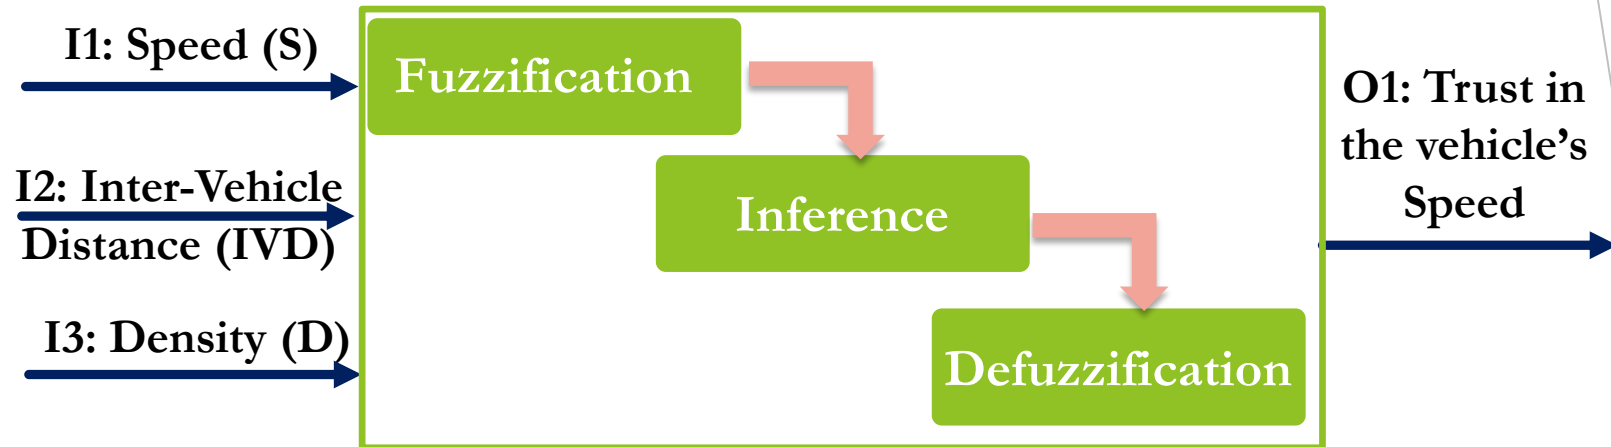 I1: Speed (S)
I2: Inter-Vehicle
Distance (IVD)
I3: Density (D)
Fuzzification
Inference
Defuzzification
O1: Trust in
the vehicle’s
Speed